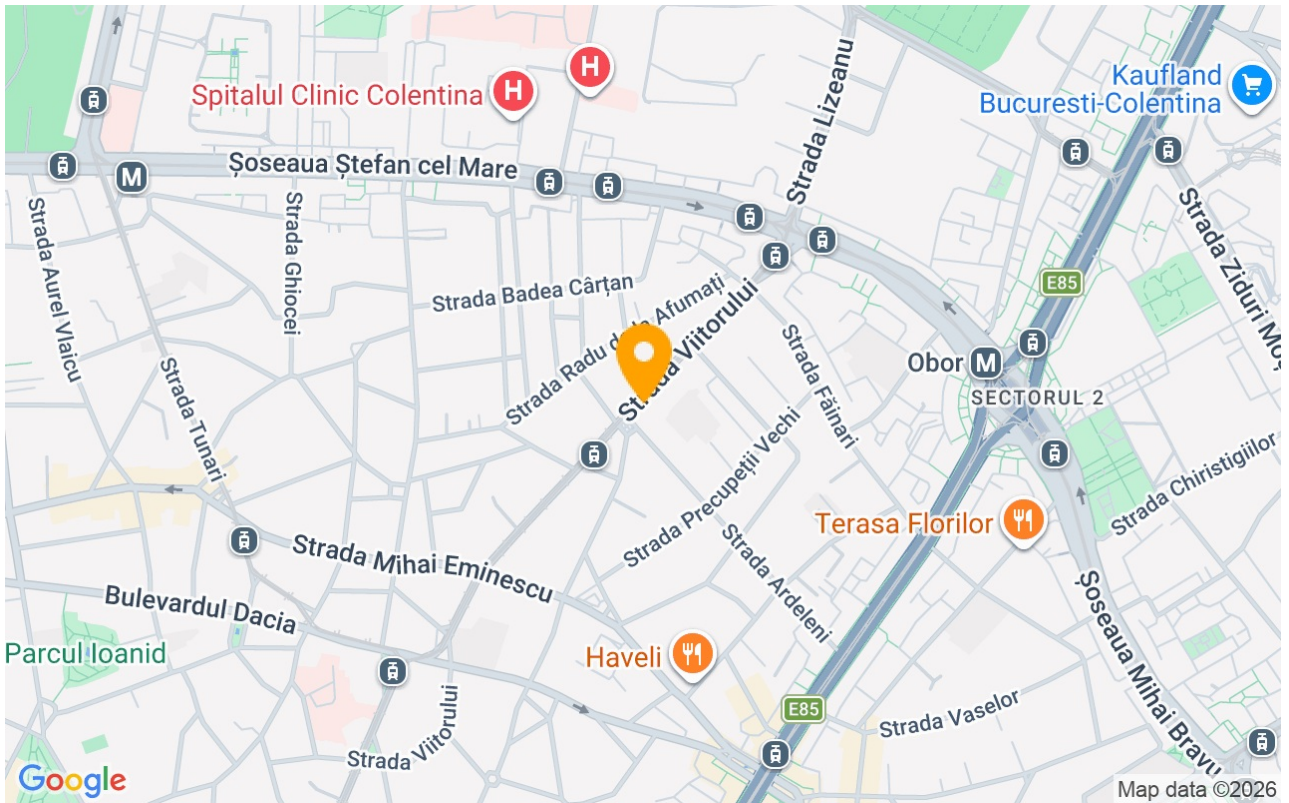 Kaufland
Bucuresti-Colentina
H
H
Spitalul Clinic Colentina
Strada Lizeanu
Șoseaua Ștefan cel Mare
M
Strada Aurel Vlaicu
Strada Ghiocei
Strada Ziduri Moș
Strada Badea Cârțan
E85
Strada Radu de la Afumați
Strada Viitorului
Strada Făinari
Obor
M
SECTORUL 2
Strada Tunari
Strada Precupeții Vechi
Strada Chiristigiilor
Terasa Florilor
Strada Mihai Eminescu
Strada Ardeleni
Bulevardul Dacia
Șoseaua Mihai Bravu
Parcul Ioanid
Haveli
E85
Strada Vaselor
Strada Viitorului
Google
Map data ©2026